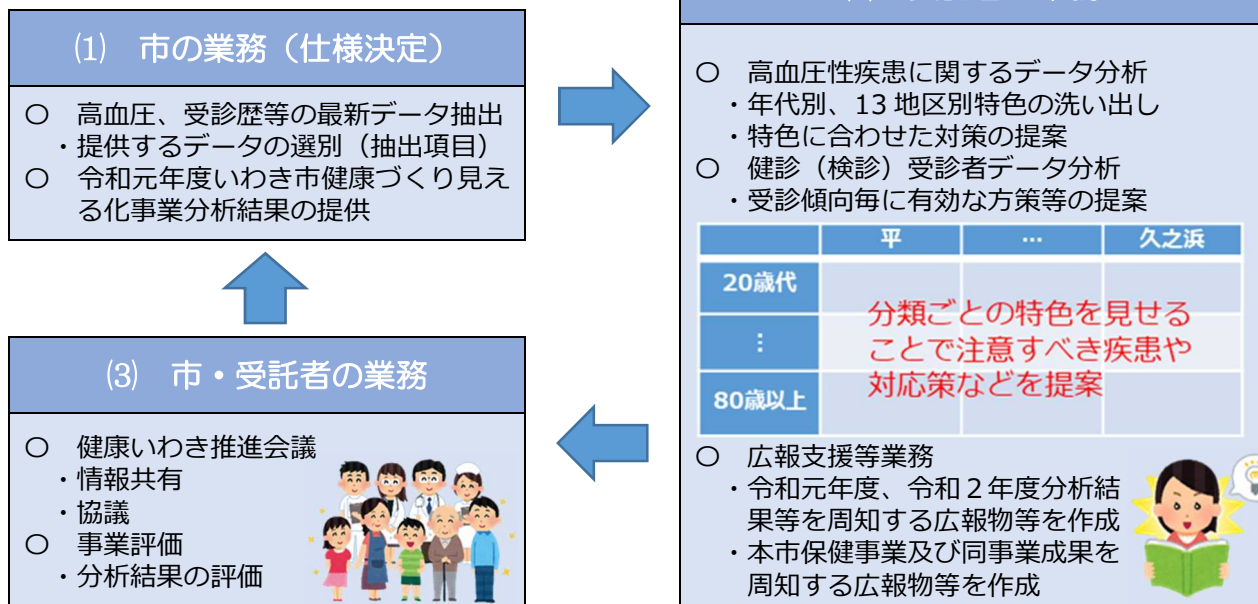 ⑴ 市の業務（仕様決定）
〇 高血圧、受診歴等の最新データ抽出
・提供するデータの選別（抽出項目）
〇 令和元年度いわき市健康づくり見え
る化事業分析結果の提供
〇 高血圧性疾患に関するデータ分析
・年代別、13 地区別特色の洗い出し
・特色に合わせた対策の提案
〇 健診（検診）受診者データ分析
・受診傾向毎に有効な方策等の提案
平 … 久之浜
20歳代
⋮
80歳以上
分類ごとの特色を見せる
ことで注意すべき疾患や
対応策などを提案
〇 広報支援等業務
・令和元年度、令和２年度分析結
果等を周知する広報物等を作成
・本市保健事業及び同事業成果を
周知する広報物等を作成
⑶ 市・受託者の業務
〇 健康いわき推進会議
・情報共有
・協議
〇 事業評価
・分析結果の評価